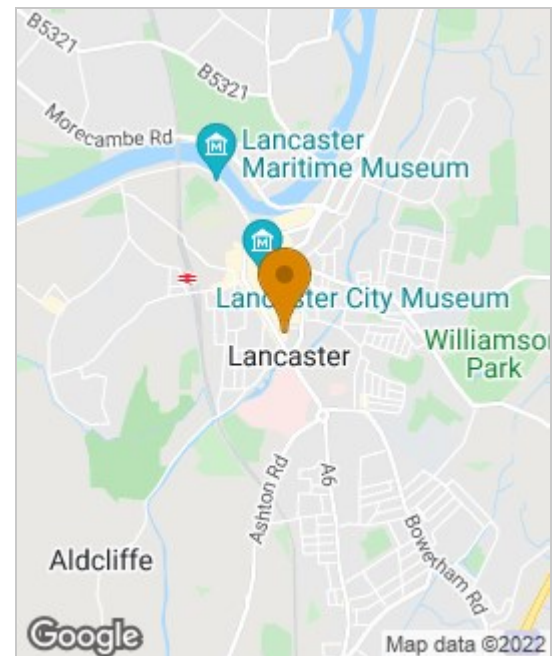 B5321
B5321
Morecambe Rd
Lancaster
Maritime Museum
Lancaster City Museum
Lancaster
Williamson
Park
Ashton Rd
A6
Bowerham Rd
Aldcliffe
Google
Map data ©2022